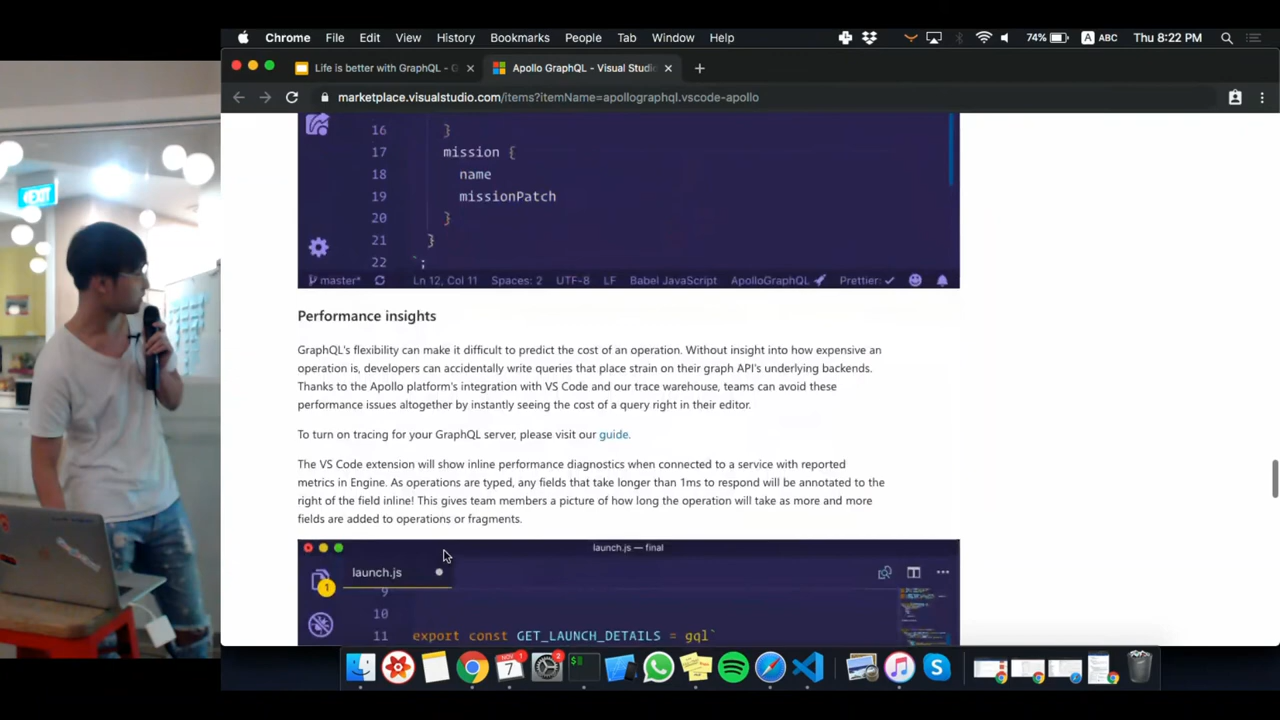 EXIT
Chrome File Edit View History Bookmarks People Tab Window Help 74% A ABC Thu 8:22 PM
Life is better with GraphQL - G
Apollo GraphQL - Visual Studio
marketplace.visualstudio.com/items?itemName=apollographql.vscode-apollo
16 }
17 mission {
18 name
19 missionPatch
20 }
21 }
22 `;
master* Ln 12, Col 11 Spaces: 2 UTF-8 LF Babel JavaScript ApolloGraphQL Prettier: ✓
Performance insights
GraphQL's flexibility can make it difficult to predict the cost of an operation. Without insight into how expensive an
operation is, developers can accidentally write queries that place strain on their graph API's underlying backends.
Thanks to the Apollo platform's integration with VS Code and our trace warehouse, teams can avoid these
performance issues altogether by instantly seeing the cost of a query right in their editor.
To turn on tracing for your GraphQL server, please visit our guide.
The VS Code extension will show inline performance diagnostics when connected to a service with reported
metrics in Engine. As operations are typed, any fields that take longer than 1ms to respond will be annotated to the
right of the field inline! This gives team members a picture of how long the operation will take as more and more
fields are added to operations or fragments.
launch.js — final
1
launch.js
9
10
11 export const GET_LAUNCH_DETAILS = gql`
NOV 1
7
2